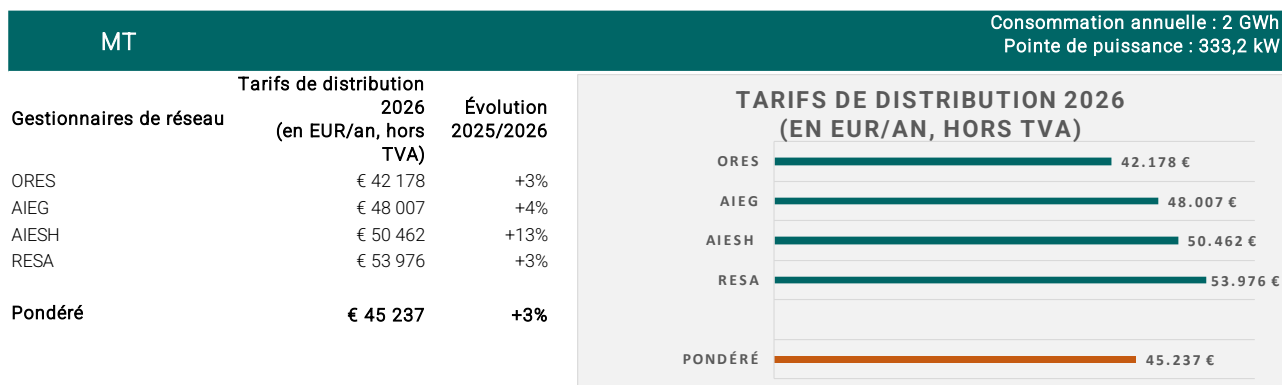 MT
Consommation annuelle : 2 GWh
Pointe de puissance : 333,2 kW
Gestionnaires de réseau
Tarifs de distribution
2026
(en EUR/an, hors
TVA)
Évolution
2025/2026
ORES € 42 178 +3%
AIEG € 48 007 +4%
AIESH € 50 462 +13%
RESA € 53 976 +3%
Pondéré € 45 237 +3%
TARIFS DE DISTRIBUTION 2026
(EN EUR/AN, HORS TVA)
ORES 42.178 €
AIEG 48.007 €
AIESH 50.462 €
RESA 53.976 €
PONDÉRÉ 45.237 €